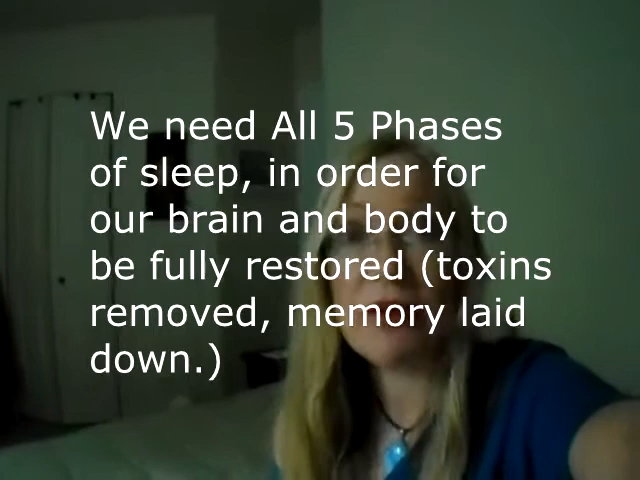 We need All 5 Phases
of sleep, in order for
our brain and body to
be fully restored (toxins
removed, memory laid
down.)